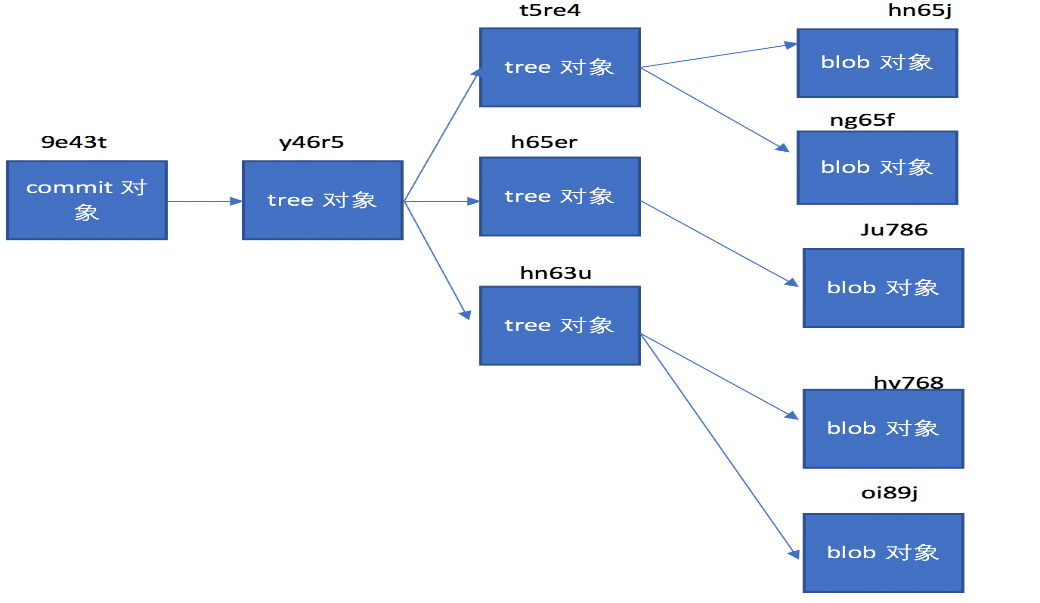 t5re4
tree 对象
hn65j
blob 对象
ng65f
blob 对象
9e43t
commit 对
象
y46r5
tree 对象
h65er
tree 对象
Ju786
blob 对象
hn63u
tree 对象
hv768
blob 对象
oi89j
blob 对象